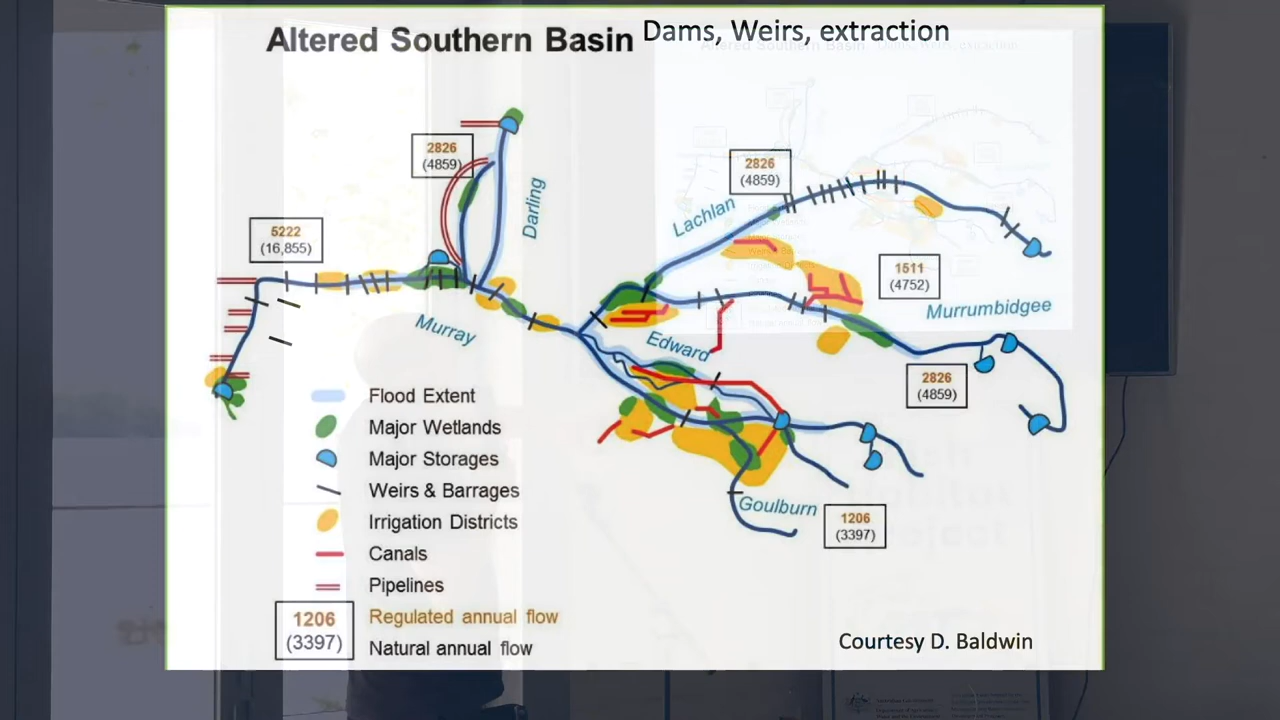 Altered Southern Basin Dams, Weirs, extraction
2826
(4859)
Darling
5222
(16,855)
2826
(4859)
Lachlan
1511
(4752)
Murrumbidgee
Murray
Edward
2826
(4859)
Goulburn
1206
(3397)
Flood Extent
Major Wetlands
Major Storages
Weirs & Barrages
Irrigation Districts
Canals
Pipelines
1206 Regulated annual flow
(3397) Natural annual flow
Courtesy D. Baldwin